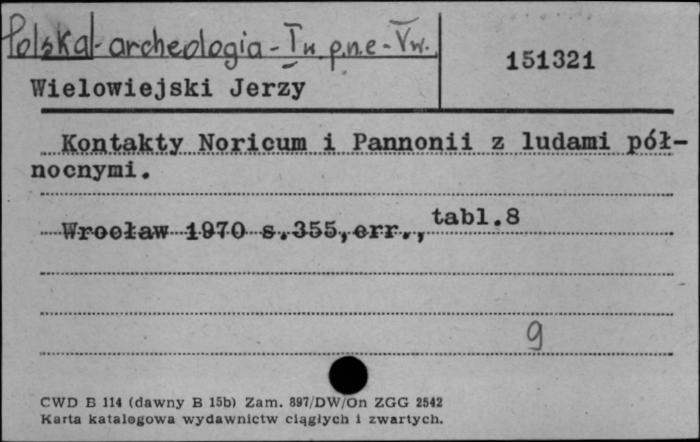 Polska - archeologia - I w. p.n.e - V w.
151321
Wielowiejski Jerzy
Kontakty Noricum i Pannonii z ludami pół-
nocnymi.
Wrocław 1970 s.355,err., tabl.8
9
CWD B 114 (dawny B 15b) Zam. 897/DW/On ZGG 2542
Karta katalogowa wydawnictw ciągłych i zwartych.